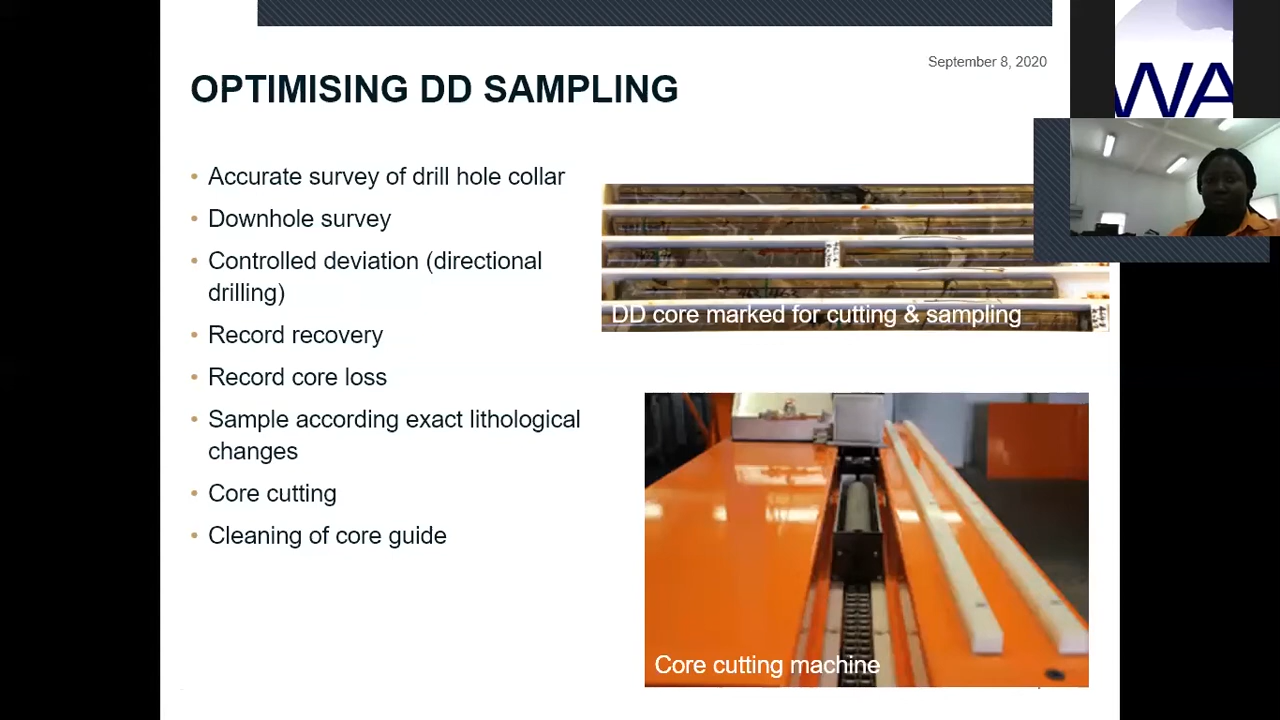 September 8, 2020
OPTIMISING DD SAMPLING
• Accurate survey of drill hole collar
• Downhole survey
• Controlled deviation (directional
drilling)
• Record recovery
• Record core loss
• Sample according exact lithological
changes
• Core cutting
• Cleaning of core guide
DD core marked for cutting & sampling
Core cutting machine
WA